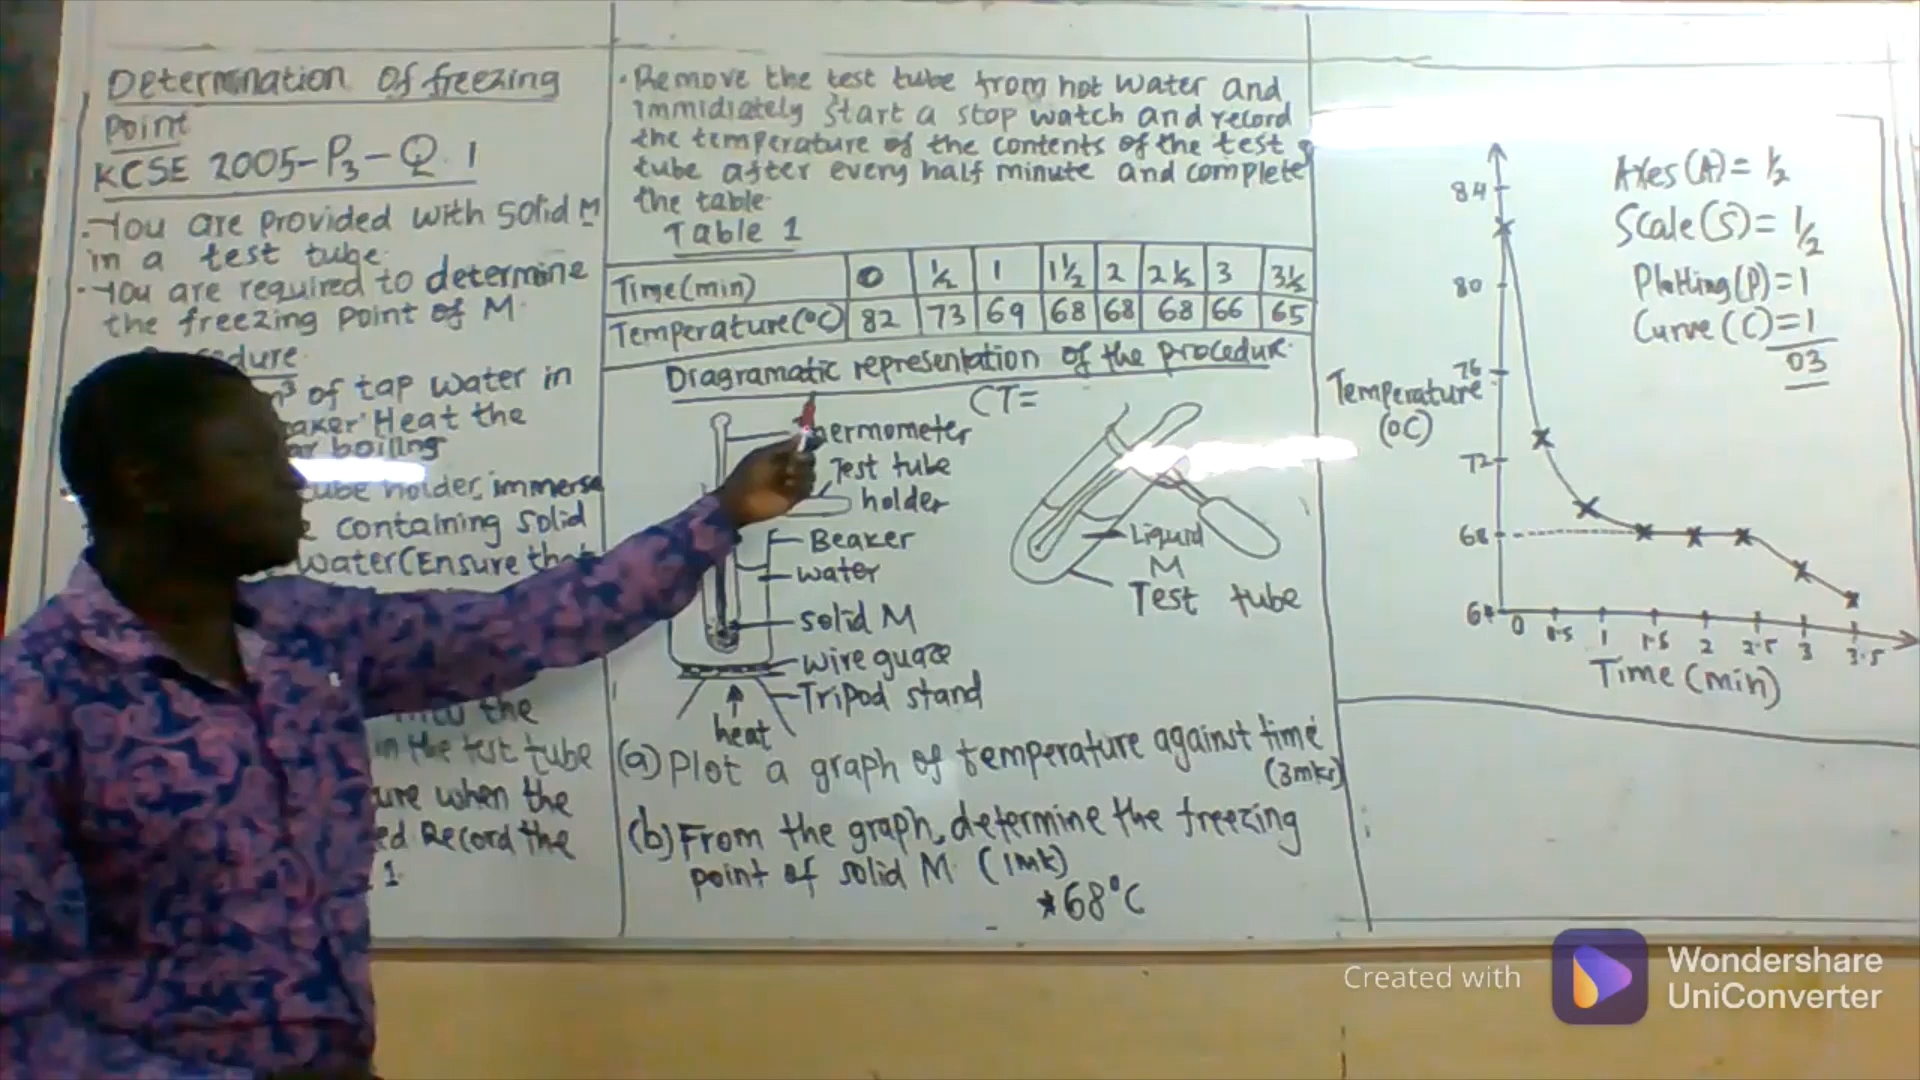 Determination of freezing
point
KCSE 2005-P3-Q.1
·You are provided with solid M
in a test tube.
·You are required to determine
the freezing point of M.
of tap water in
Heat the
boiling
tube holder, immerse
containing solid
water (Ensure that
into the
in the test tube
when the
Record the
1
·Remove the test tube from hot water and
immidiately start a stop watch and record
the temperature of the contents of the test
tube after every half minute and complete
the table.
Table 1
Time(min) 0 ½ 1 1½ 2 2½ 3 3½
Temperature(°C) 82 73 69 68 68 68 66 65
Diagramatic representation of the procedure.
CT=
thermometer
Test tube
holder
Beaker
water
solid M
wire guaze
Tripod stand
heat
Liquid
M
Test tube
(a) Plot a graph of temperature against time
(3mks)
(b) From the graph, determine the freezing
point of solid M. (1mk)
*68°C
Axes(A) = ½
Scale(S) = ½
Plotting(P) = 1
Curve(C) = 1
03
84
80
76
Temperature
(°C)
72
68
64
0 0.5 1 1.5 2 2.5 3 3.5
Time (min)
Created with
Wondershare
UniConverter